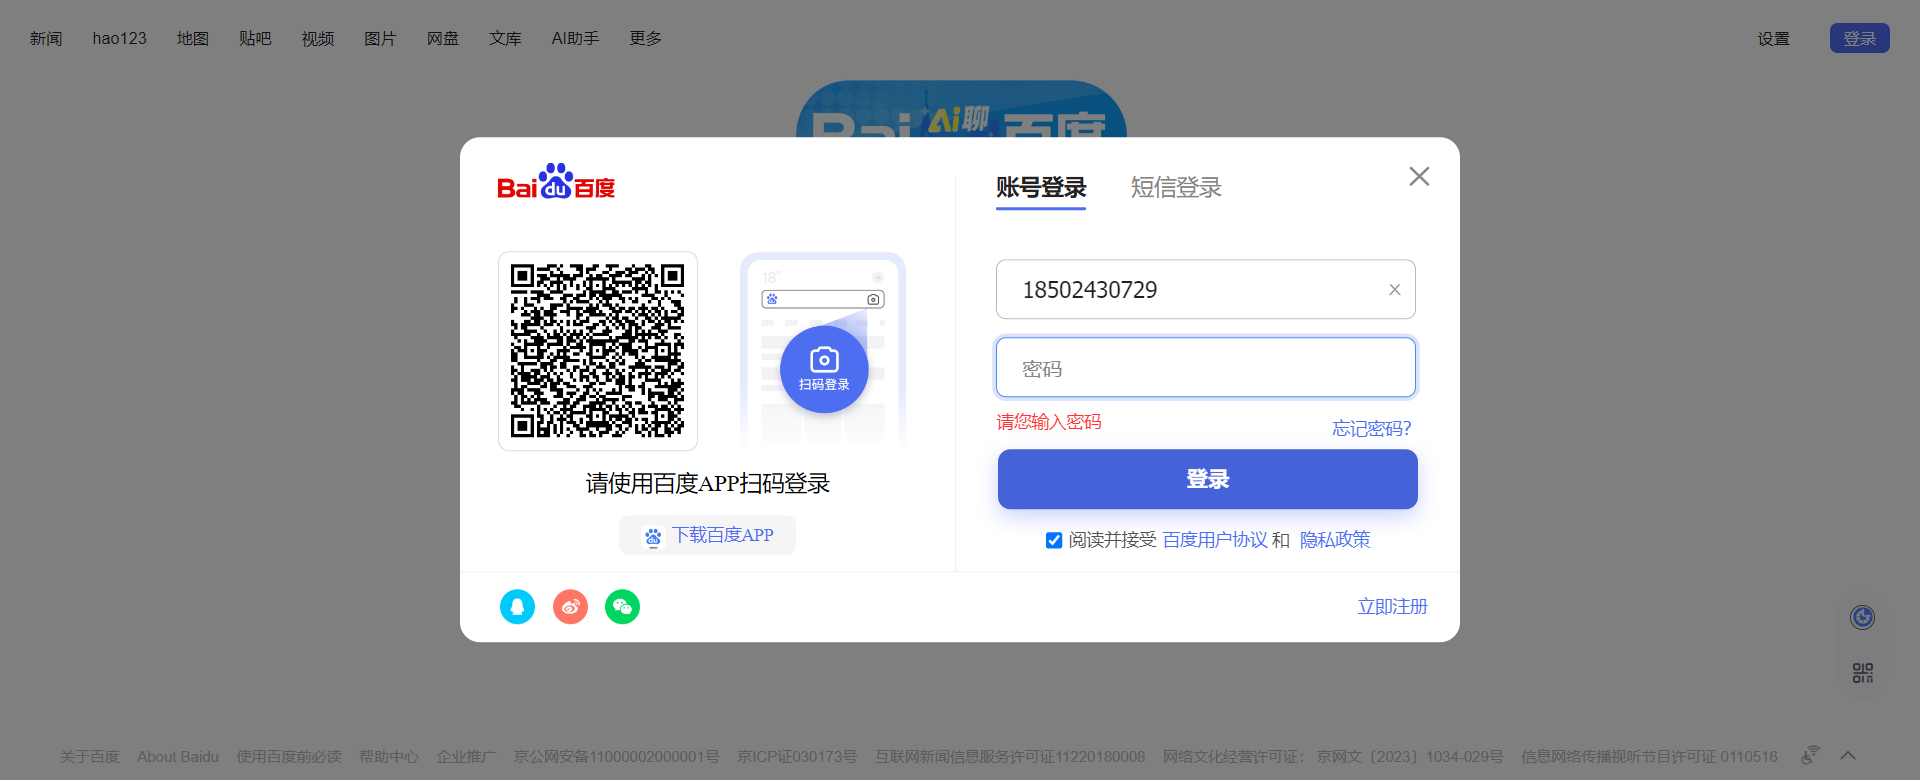 新闻 hao123 地图 贴吧 视频 图片 网盘 文库 AI助手 更多 设置 登录
Bai Ai聊 百度
Bai du 百度
账号登录 短信登录
18502430729
18°
扫码登录
密码
请您输入密码 忘记密码?
登录
请使用百度APP扫码登录
下载百度APP
阅读并接受 百度用户协议 和 隐私政策
立即注册
关于百度 About Baidu 使用百度前必读 帮助中心 企业推广 京公网安备11000002000001号 京ICP证030173号 互联网新闻信息服务许可证11220180008 网络文化经营许可证: 京网文〔2023〕1034-029号 信息网络传播视听节目许可证 0110516